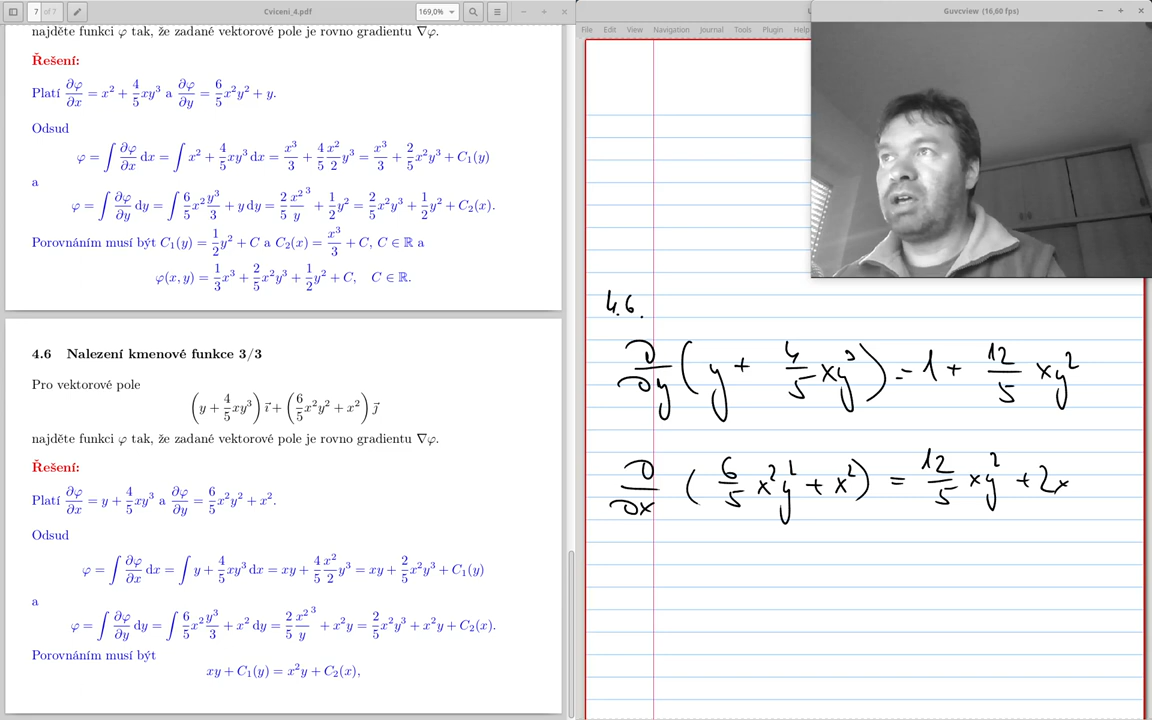 7 of 7
Cviceni_4.pdf
169,0%
Guvcview (16,60 fps)
File Edit View Navigation Journal Tools Plugin Help
najděte funkci φ tak, že zadané vektorové pole je rovno gradientu ∇φ.
Řešení:
Platí ∂φ/∂x = x² + 4/5 xy³ a ∂φ/∂y = 6/5 x²y² + y.
Odsud
φ = ∫ ∂φ/∂x dx = ∫ x² + 4/5 xy³ dx = x³/3 + 4/5 x²/2 y³ = x³/3 + 2/5 x²y³ + C₁(y)
a
φ = ∫ ∂φ/∂y dy = ∫ 6/5 x² y³/3 + y dy = 2/5 x²/y ³ + 1/2 y² = 2/5 x²y³ + 1/2 y² + C₂(x).
Porovnáním musí být C₁(y) = 1/2 y² + C a C₂(x) = x³/3 + C, C ∈ ℝ a
φ(x, y) = 1/3 x³ + 2/5 x²y³ + 1/2 y² + C, C ∈ ℝ.
4.6 Nalezení kmenové funkce 3/3
Pro vektorové pole
(y + 4/5 xy³) i⃗ + (6/5 x²y² + x²) j⃗
najděte funkci φ tak, že zadané vektorové pole je rovno gradientu ∇φ.
Řešení:
Platí ∂φ/∂x = y + 4/5 xy³ a ∂φ/∂y = 6/5 x²y² + x².
Odsud
φ = ∫ ∂φ/∂x dx = ∫ y + 4/5 xy³ dx = xy + 4/5 x²/2 y³ = xy + 2/5 x²y³ + C₁(y)
a
φ = ∫ ∂φ/∂y dy = ∫ 6/5 x² y³/3 + x² dy = 2/5 x²/y ³ + x²y = 2/5 x²y³ + x²y + C₂(x).
Porovnáním musí být
xy + C₁(y) = x²y + C₂(x),
4.6.
∂/∂y (y + 4/5 xy³) = 1 + 12/5 xy²
∂/∂x (6/5 x²y² + x²) = 12/5 xy² + 2x